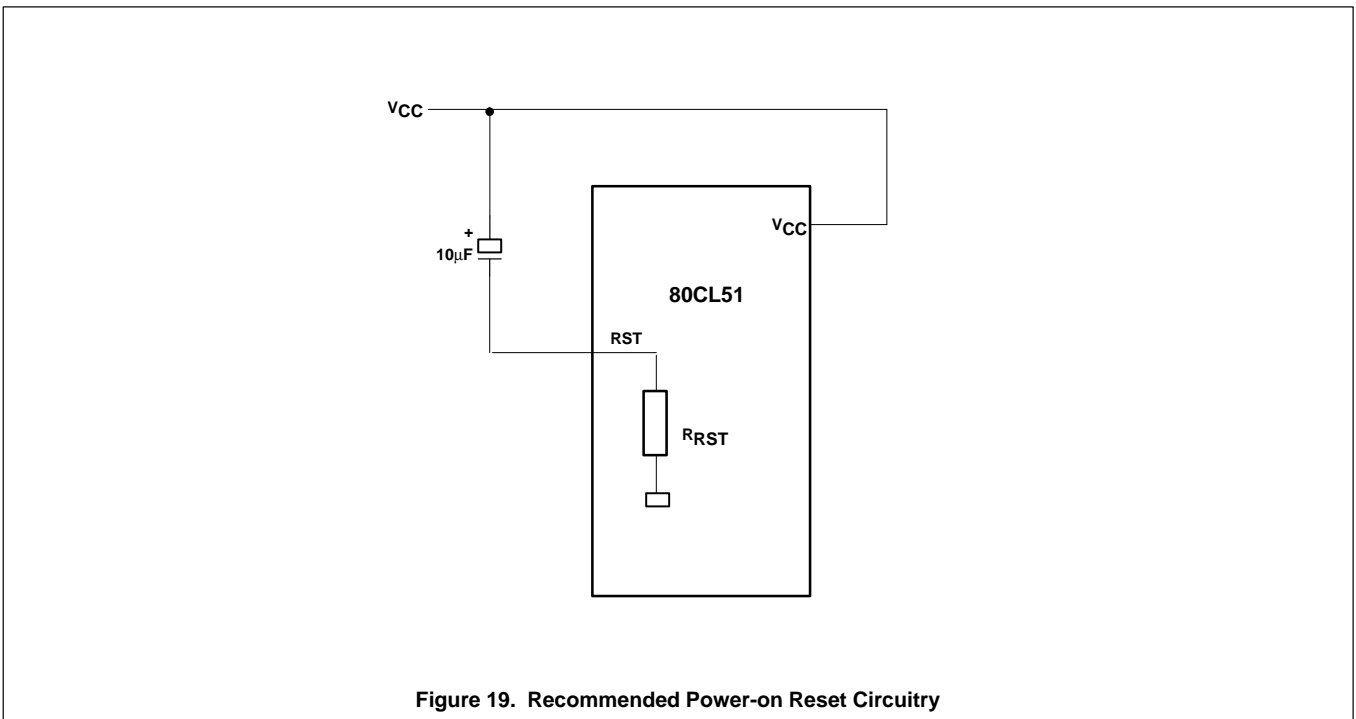 VCC
VCC
+
10μF
80CL51
RST
RRST
Figure 19. Recommended Power-on Reset Circuitry